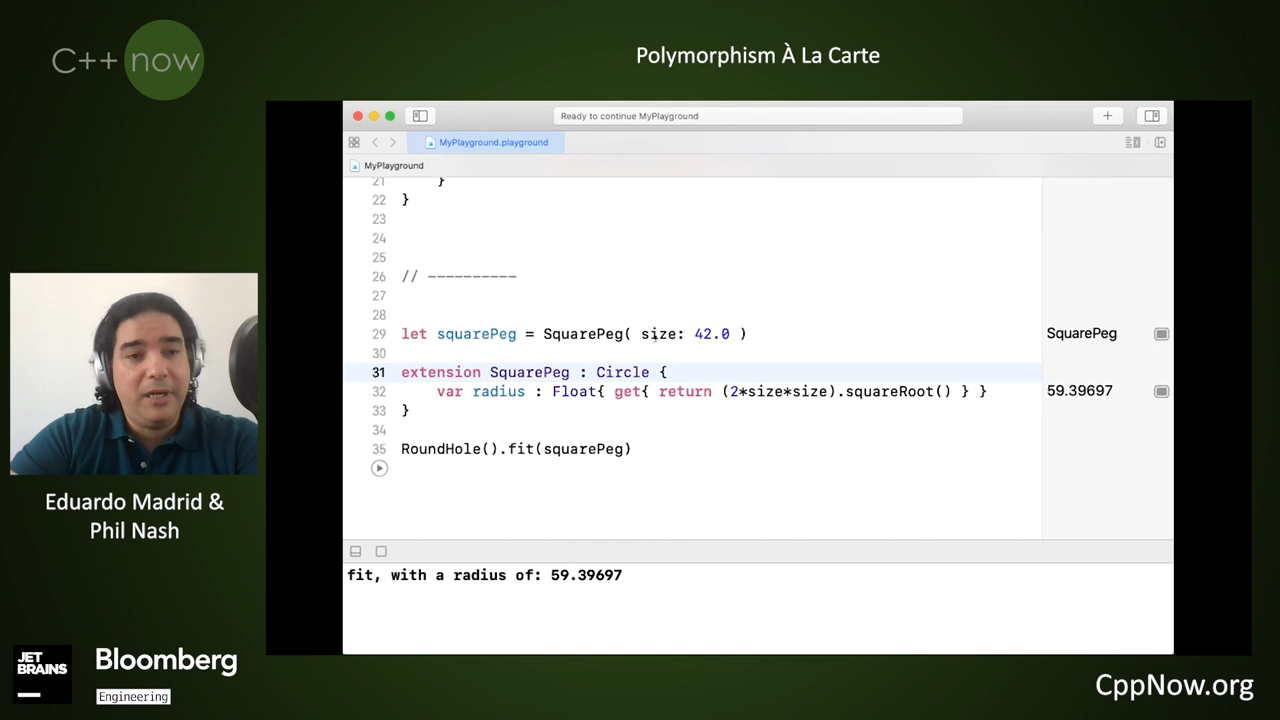 C++ now
Polymorphism À La Carte
Ready to continue MyPlayground
MyPlayground.playground
MyPlayground
21 }
22 }
23
24
25
26 // ----------
27
28
29 let squarePeg = SquarePeg( size: 42.0 )
SquarePeg
30
31 extension SquarePeg : Circle {
32 var radius : Float{ get{ return (2*size*size).squareRoot() } }
59.39697
33 }
34
35 RoundHole().fit(squarePeg)
fit, with a radius of: 59.39697
Eduardo Madrid &
Phil Nash
JET
BRAINS
Bloomberg
Engineering
CppNow.org